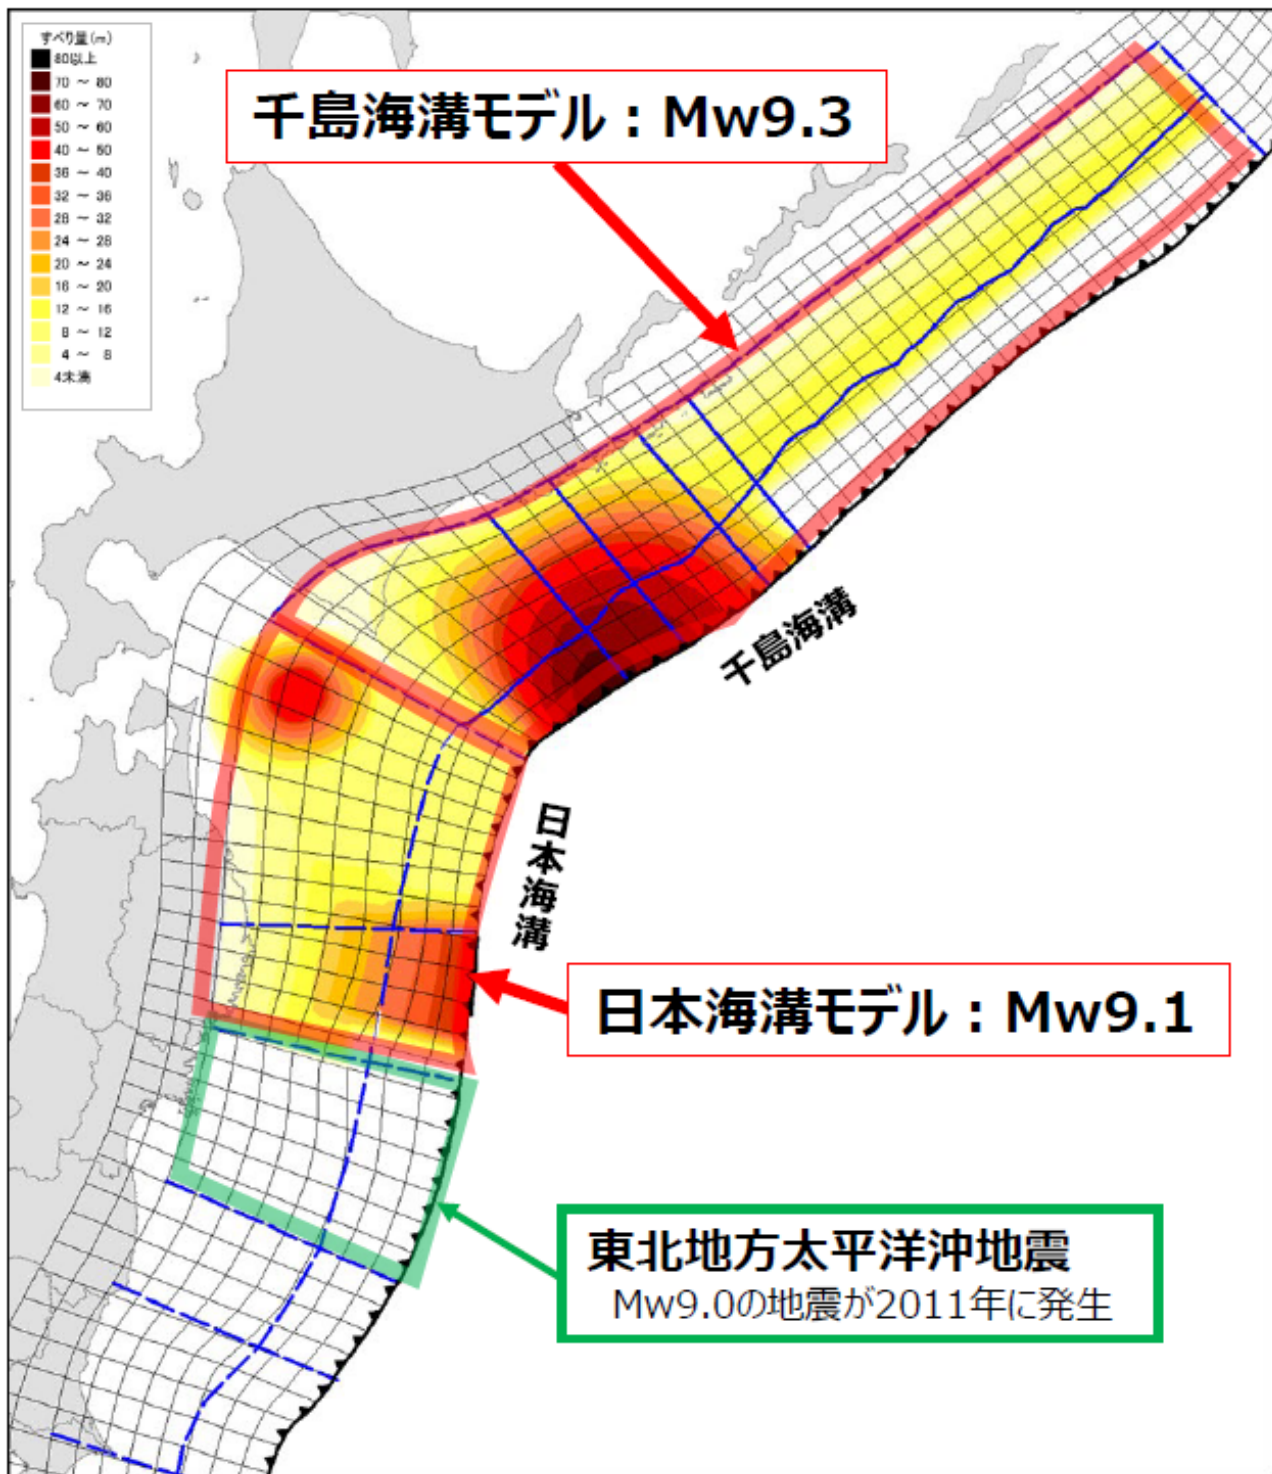 すべり量(m)
80以上
70 ～ 80
60 ～ 70
50 ～ 60
40 ～ 50
36 ～ 40
32 ～ 36
28 ～ 32
24 ～ 28
20 ～ 24
16 ～ 20
12 ～ 16
8 ～ 12
4 ～ 8
4未満
千島海溝モデル：Mw9.3
千島海溝
日本海溝
日本海溝モデル：Mw9.1
東北地方太平洋沖地震
Mw9.0の地震が2011年に発生